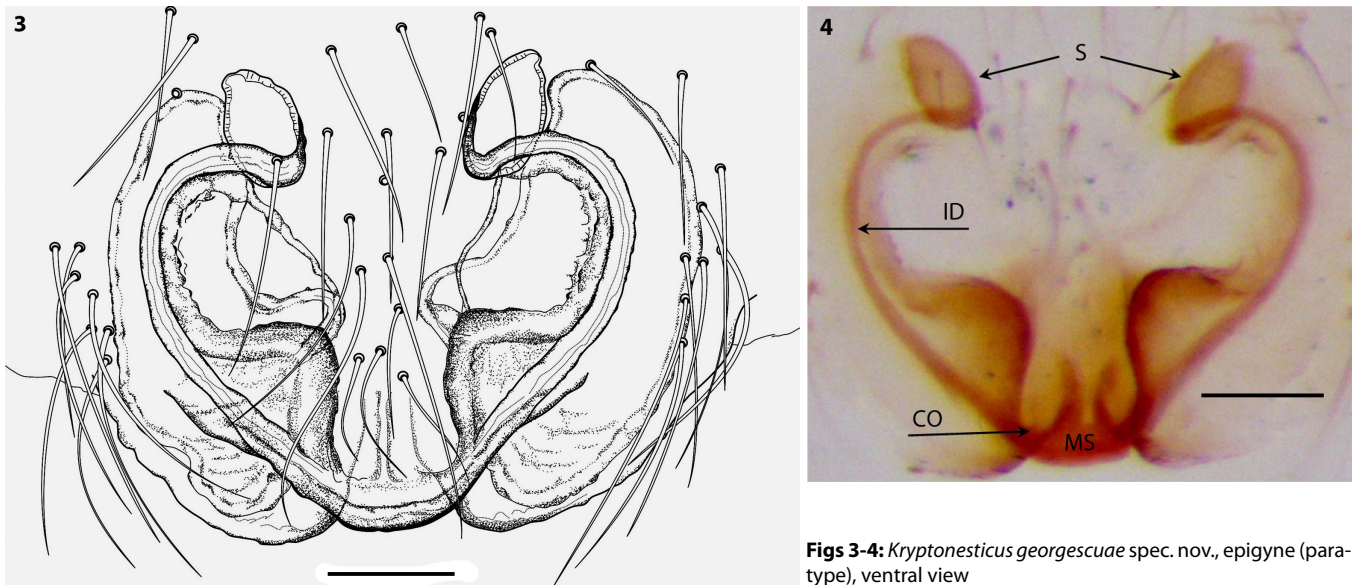 3
4
S
ID
CO
MS
Figs 3-4: Kryptonesticus georgescuae spec. nov., epigyne (para-
type), ventral view